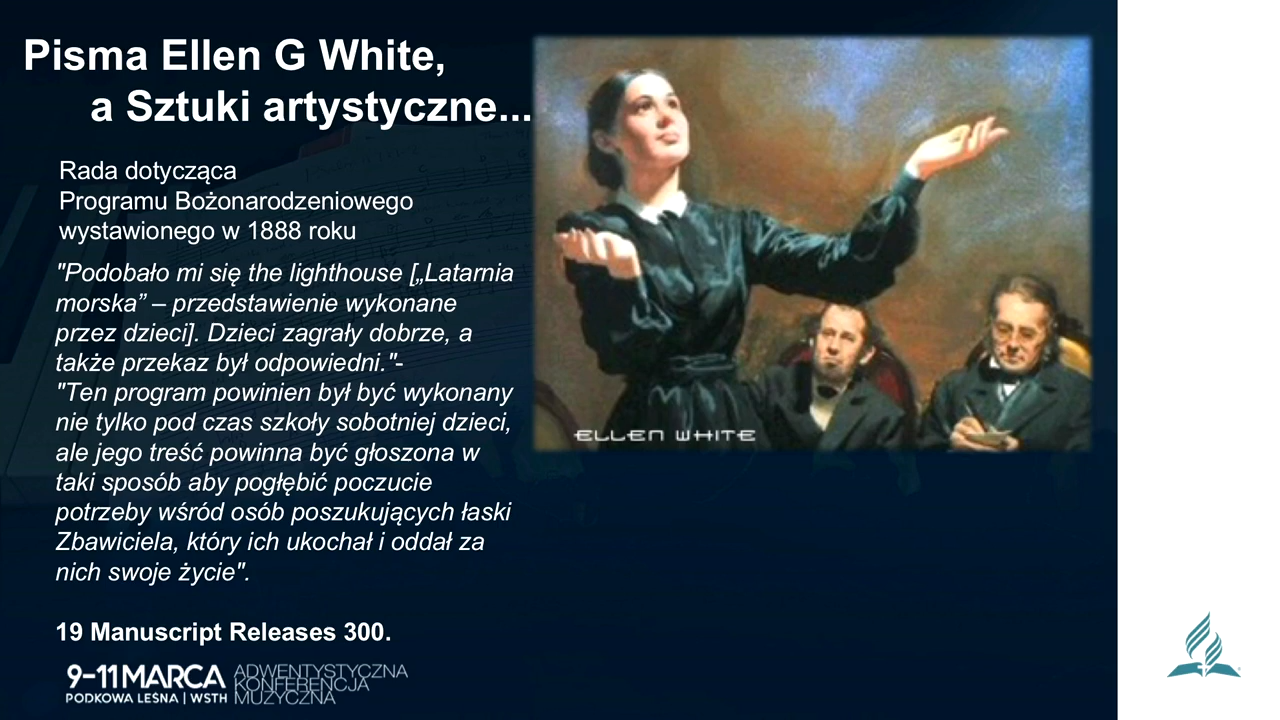 Pisma Ellen G White,
a Sztuki artystyczne...
Rada dotycząca
Programu Bożonarodzeniowego
wystawionego w 1888 roku
"Podobało mi się the lighthouse [„Latarnia
morska” – przedstawienie wykonane
przez dzieci]. Dzieci zagrały dobrze, a
także przekaz był odpowiedni."-
"Ten program powinien był być wykonany
nie tylko pod czas szkoły sobotniej dzieci,
ale jego treść powinna być głoszona w
taki sposób aby pogłębić poczucie
potrzeby wśród osób poszukujących łaski
Zbawiciela, który ich ukochał i oddał za
nich swoje życie".
19 Manuscript Releases 300.
ELLEN WHITE
9-11 MARCA
PODKOWA LEŚNA | WSTH
ADWENTYSTYCZNA
KONFERENCJA
MUZYCZNA